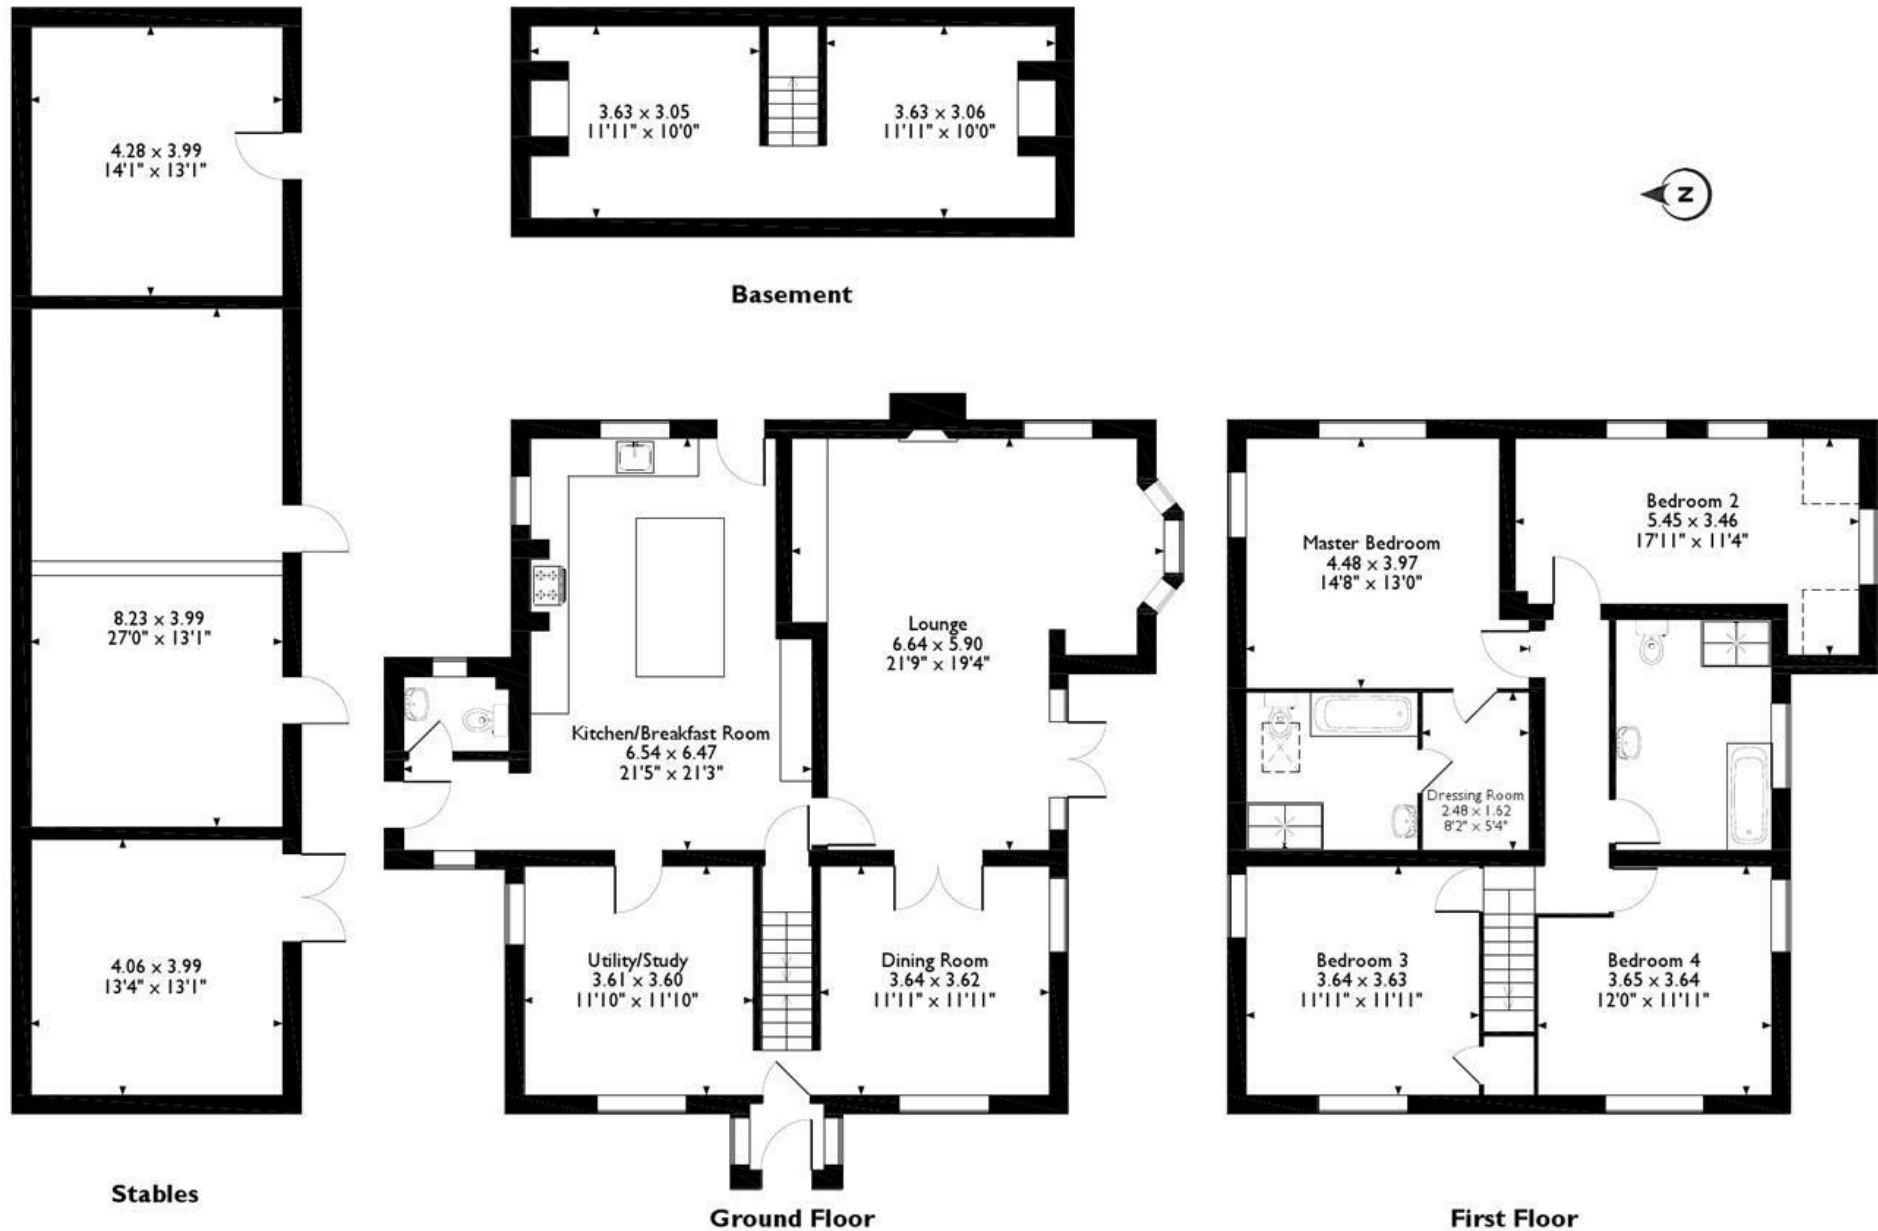 4.28 x 3.99
14'1" x 13'1"
8.23 x 3.99
27'0" x 13'1"
4.06 x 3.99
13'4" x 13'1"
Stables
3.63 x 3.05
11'11" x 10'0"
3.63 x 3.06
11'11" x 10'0"
Basement
N
Kitchen/Breakfast Room
6.54 x 6.47
21'5" x 21'3"
Lounge
6.64 x 5.90
21'9" x 19'4"
Utility/Study
3.61 x 3.60
11'10" x 11'10"
Dining Room
3.64 x 3.62
11'11" x 11'11"
Ground Floor
Master Bedroom
4.48 x 3.97
14'8" x 13'0"
Bedroom 2
5.45 x 3.46
17'11" x 11'4"
Dressing Room
2.48 x 1.62
8'2" x 5'4"
Bedroom 3
3.64 x 3.63
11'11" x 11'11"
Bedroom 4
3.65 x 3.64
12'0" x 11'11"
First Floor